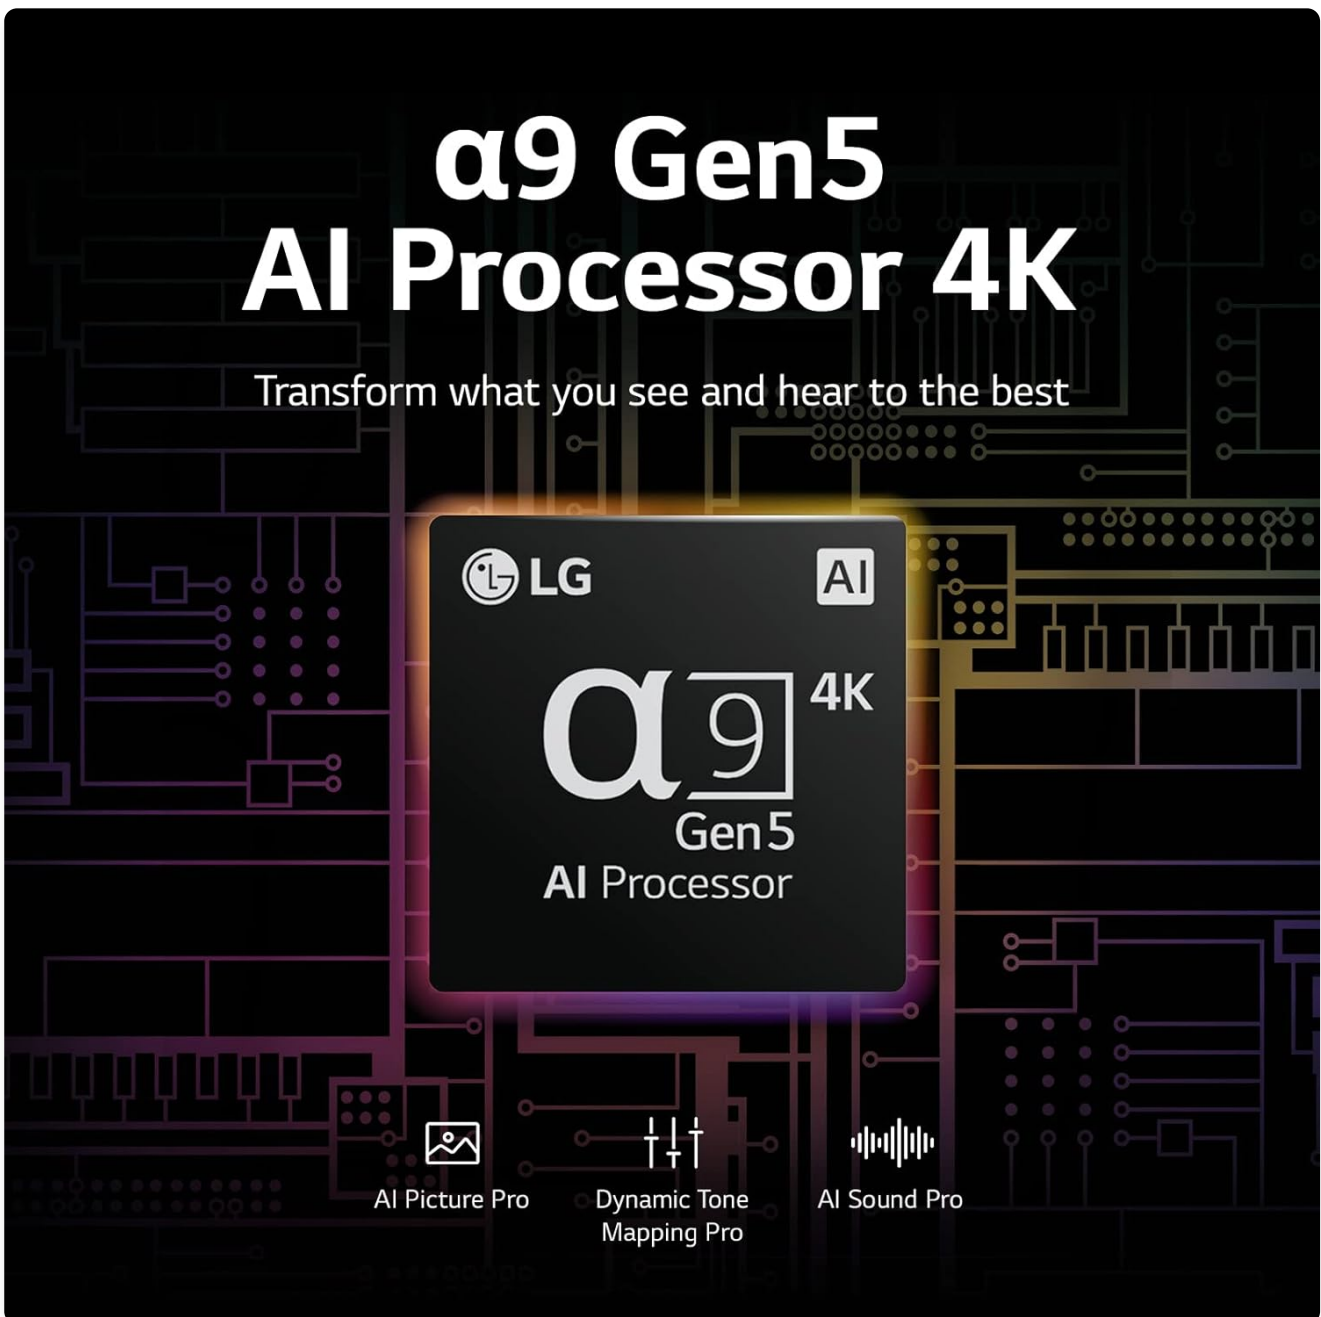 α9 Gen5
AI Processor 4K
Transform what you see and hear to the best
LG
AI
α9 4K
Gen5
AI Processor
AI Picture Pro
Dynamic Tone
Mapping Pro
AI Sound Pro